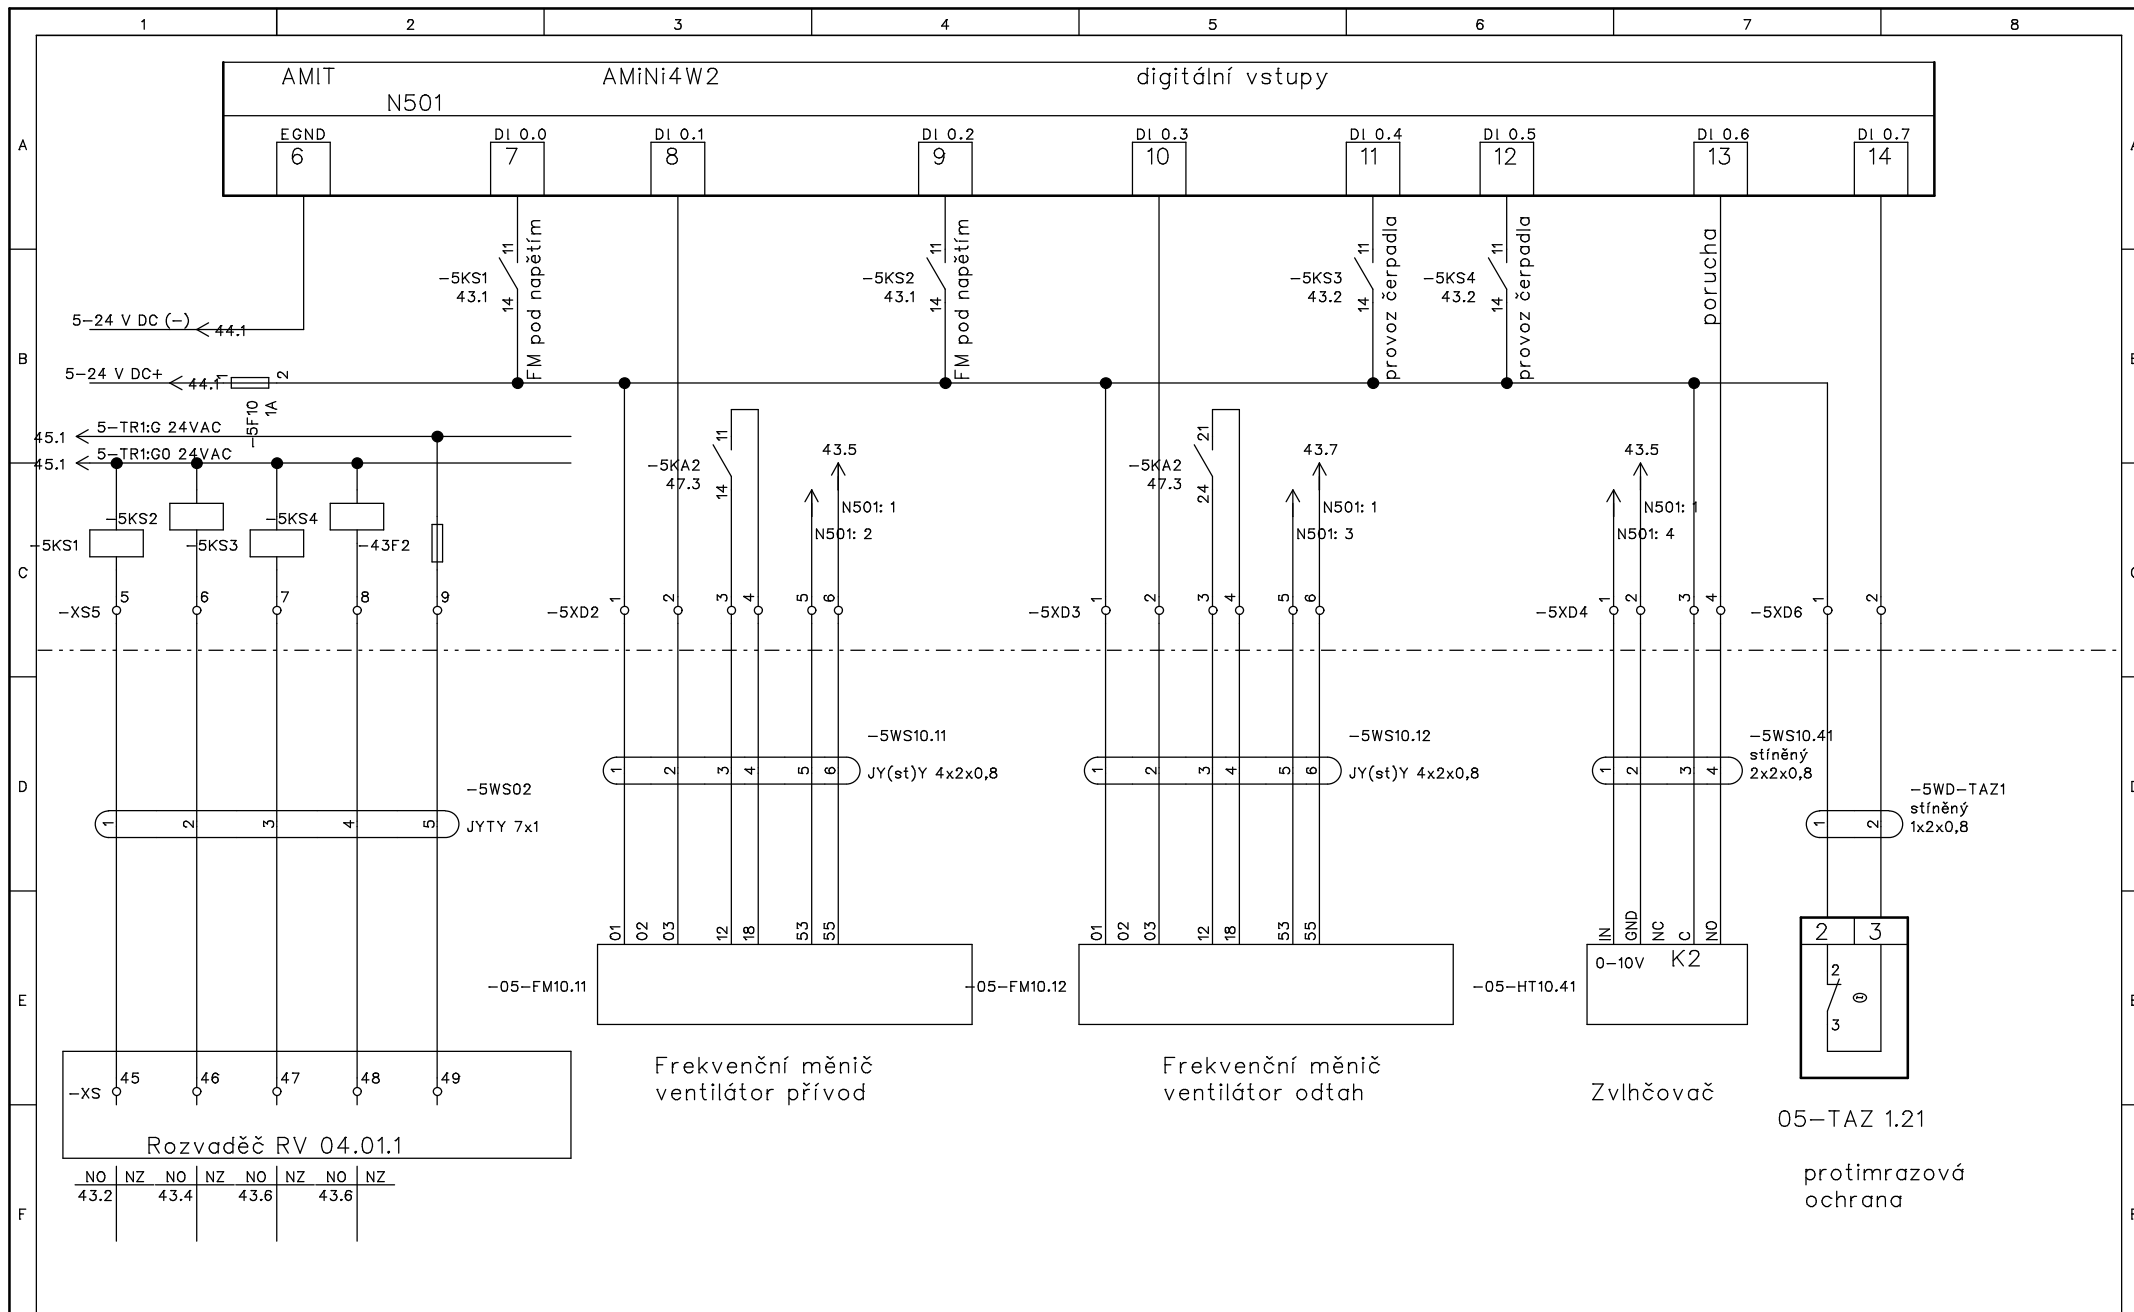 1 2 3 4 5 6 7 8
AMIT AMiNi4W2 digitální vstupy
N501
A
EGND DI 0.0 DI 0.1 DI 0.2 DI 0.3 DI 0.4 DI 0.5 DI 0.6 DI 0.7
6 7 8 9 10 11 12 13 14
11 11 11 11
-5KS1 -5KS2 -5KS3 -5KS4
43.1 43.1 43.2 43.2
14 14 14 14
FM pod napětím
FM pod napětím
provoz čerpadla
provoz čerpadla
porucha
5-24 V DC (-) 44.1
B
5-24 V DC+ 44.1 1 2
-5F10
1A
45.1 5-TR1:G 24VAC
45.1 5-TR1:G0 24VAC
11 21
-5KA2 43.5 -5KA2 43.7 43.5
47.3 47.3
14 24
N501: 1 N501: 1 N501: 1
N501: 2 N501: 3 N501: 4
-5KS2 -5KS4
-5KS1 -5KS3 -43F2
C
-XS5 5 6 7 8 9
-5XD2 1 2 3 4 5 6
-5XD3 1 2 3 4 5 6
-5XD4 1 2 3 4
-5XD6 1 2
-5WS10.11
1 2 3 4 5 6 JY(st)Y 4x2x0,8
-5WS10.12
1 2 3 4 5 6 JY(st)Y 4x2x0,8
-5WS10.41
stíněný
1 2 3 4 2x2x0,8
D
-5WS02
1 2 3 4 5 JYTY 7x1
-5WD-TAZ1
stíněný
1 2 1x2x0,8
01 02 03 12 18 53 55
01 02 03 12 18 53 55
IN GND NC C NO
2 3
0-10V K2
E
-05-FM10.11 -05-FM10.12 -05-HT10.41
2
3
Frekvenční měnič
ventilátor přívod
Frekvenční měnič
ventilátor odtah
Zvlhčovač
05-TAZ 1.21
protimrazová
ochrana
-XS 45 46 47 48 49
Rozvaděč RV 04.01.1
NO NZ NO NZ NO NZ NO NZ
43.2 43.4 43.6 43.6
F